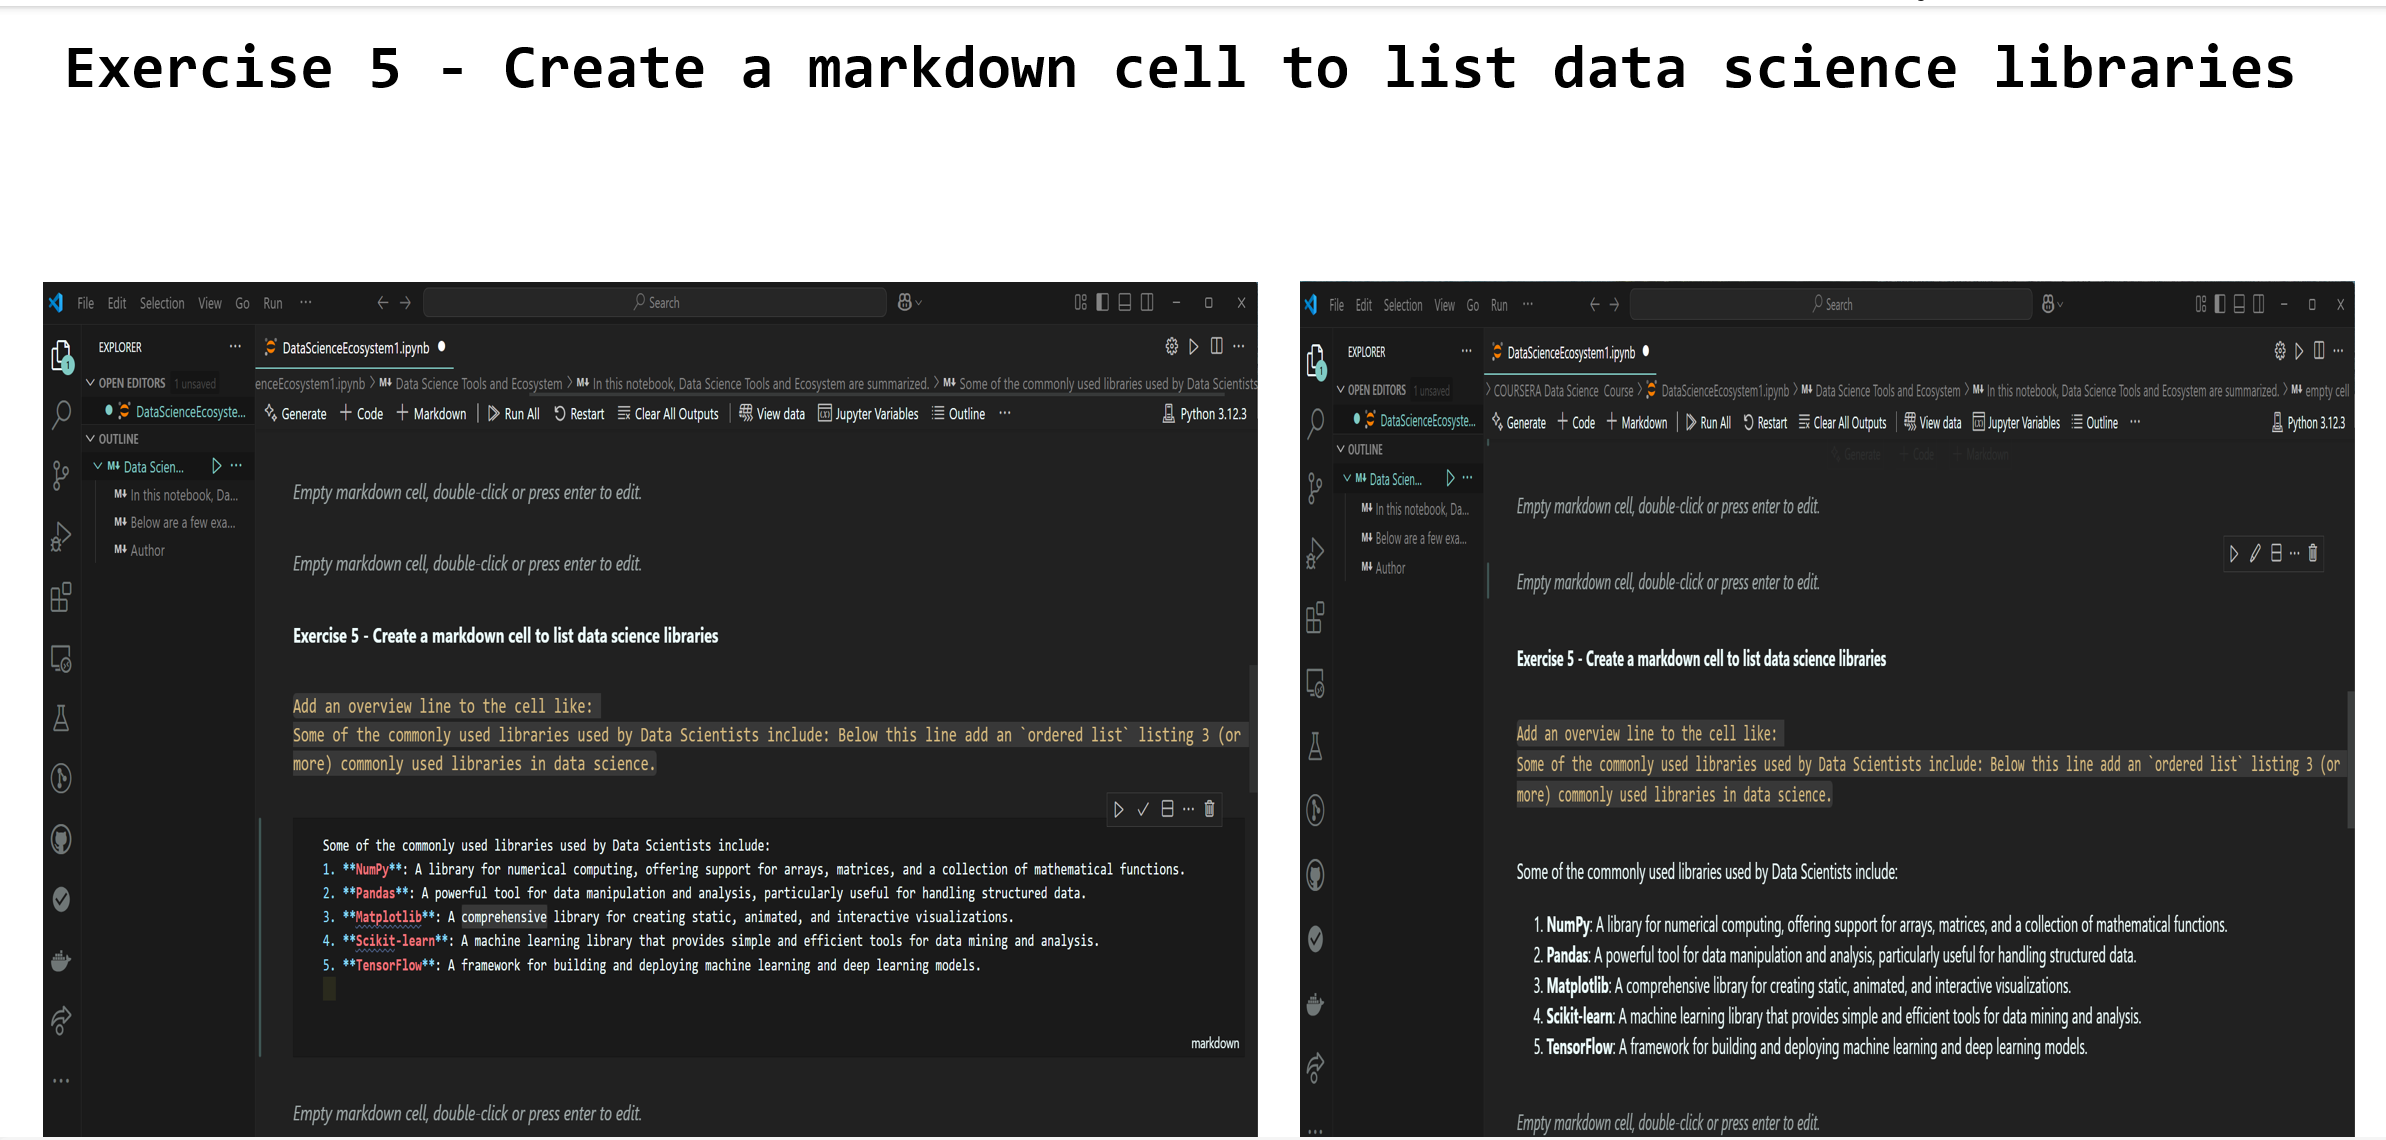 Exercise 5 - Create a markdown cell to list data science libraries
File Edit Selection View Go Run ··· Search
EXPLORER ··· DataScienceEcosystem1.ipynb
OPEN EDITORS 1 unsaved enceEcosystem1.ipynb > M↓ Data Science Tools and Ecosystem > M↓ In this notebook, Data Science Tools and Ecosystem are summarized. > M↓ Some of the commonly used libraries used by Data Scientists
DataScienceEcosyste... Generate + Code + Markdown | Run All Restart Clear All Outputs | View data Jupyter Variables Outline ··· Python 3.12.3
OUTLINE
M↓ Data Scien... ···
M↓ In this notebook, Da...
M↓ Below are a few exa...
M↓ Author
Empty markdown cell, double-click or press enter to edit.
Empty markdown cell, double-click or press enter to edit.
Exercise 5 - Create a markdown cell to list data science libraries
Add an overview line to the cell like:
Some of the commonly used libraries used by Data Scientists include: Below this line add an `ordered list` listing 3 (or
more) commonly used libraries in data science.
Some of the commonly used libraries used by Data Scientists include:
1. **NumPy**: A library for numerical computing, offering support for arrays, matrices, and a collection of mathematical functions.
2. **Pandas**: A powerful tool for data manipulation and analysis, particularly useful for handling structured data.
3. **Matplotlib**: A comprehensive library for creating static, animated, and interactive visualizations.
4. **Scikit-learn**: A machine learning library that provides simple and efficient tools for data mining and analysis.
5. **TensorFlow**: A framework for building and deploying machine learning and deep learning models.
markdown
Empty markdown cell, double-click or press enter to edit.
File Edit Selection View Go Run ··· Search
EXPLORER ··· DataScienceEcosystem1.ipynb
OPEN EDITORS 1 unsaved > COURSERA Data Science Course > DataScienceEcosystem1.ipynb > M↓ Data Science Tools and Ecosystem > M↓ In this notebook, Data Science Tools and Ecosystem are summarized. > M↓ empty cell
DataScienceEcosyste... Generate + Code + Markdown | Run All Restart Clear All Outputs | View data Jupyter Variables Outline ··· Python 3.12.3
OUTLINE
Generate + Code + Markdown
M↓ Data Scien... ···
M↓ In this notebook, Da...
M↓ Below are a few exa...
M↓ Author
Empty markdown cell, double-click or press enter to edit.
Empty markdown cell, double-click or press enter to edit.
Exercise 5 - Create a markdown cell to list data science libraries
Add an overview line to the cell like:
Some of the commonly used libraries used by Data Scientists include: Below this line add an `ordered list` listing 3 (or
more) commonly used libraries in data science.
Some of the commonly used libraries used by Data Scientists include:
1. NumPy: A library for numerical computing, offering support for arrays, matrices, and a collection of mathematical functions.
2. Pandas: A powerful tool for data manipulation and analysis, particularly useful for handling structured data.
3. Matplotlib: A comprehensive library for creating static, animated, and interactive visualizations.
4. Scikit-learn: A machine learning library that provides simple and efficient tools for data mining and analysis.
5. TensorFlow: A framework for building and deploying machine learning and deep learning models.
Empty markdown cell, double-click or press enter to edit.